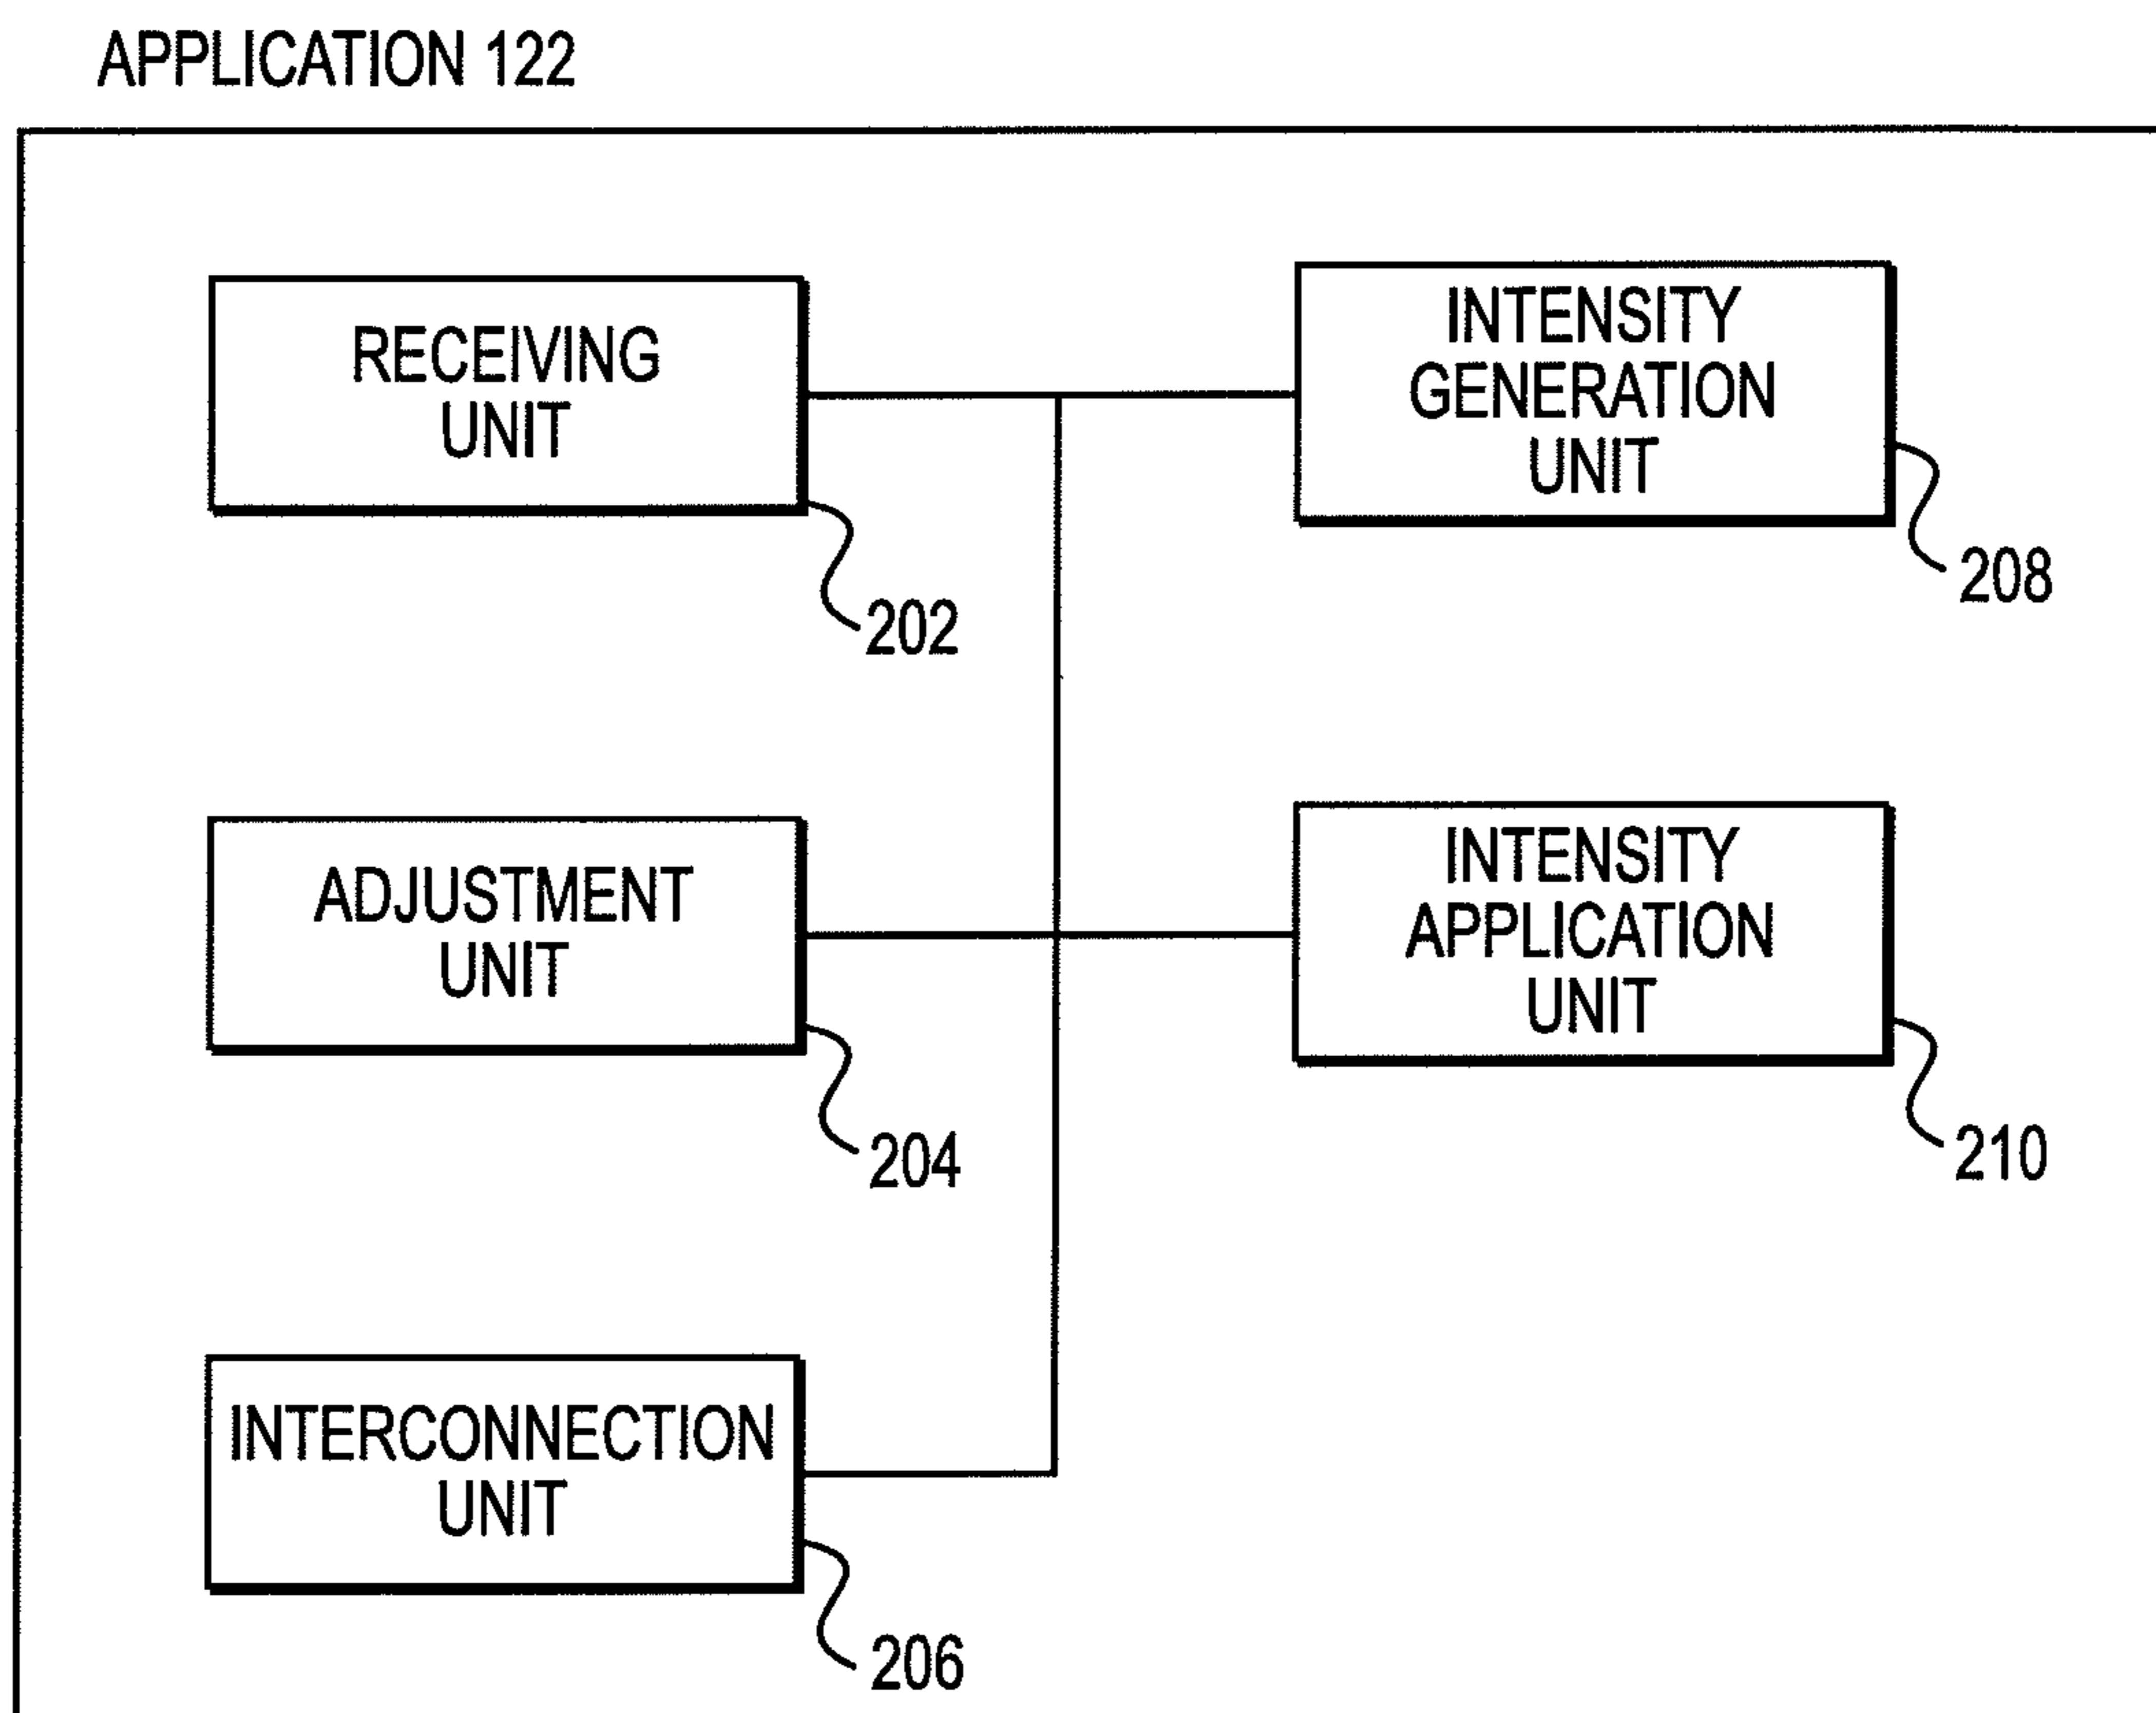 APPLICATION 122
RECEIVING
UNIT
202
INTENSITY
GENERATION
UNIT
208
ADJUSTMENT
UNIT
204
INTENSITY
APPLICATION
UNIT
210
INTERCONNECTION
UNIT
206